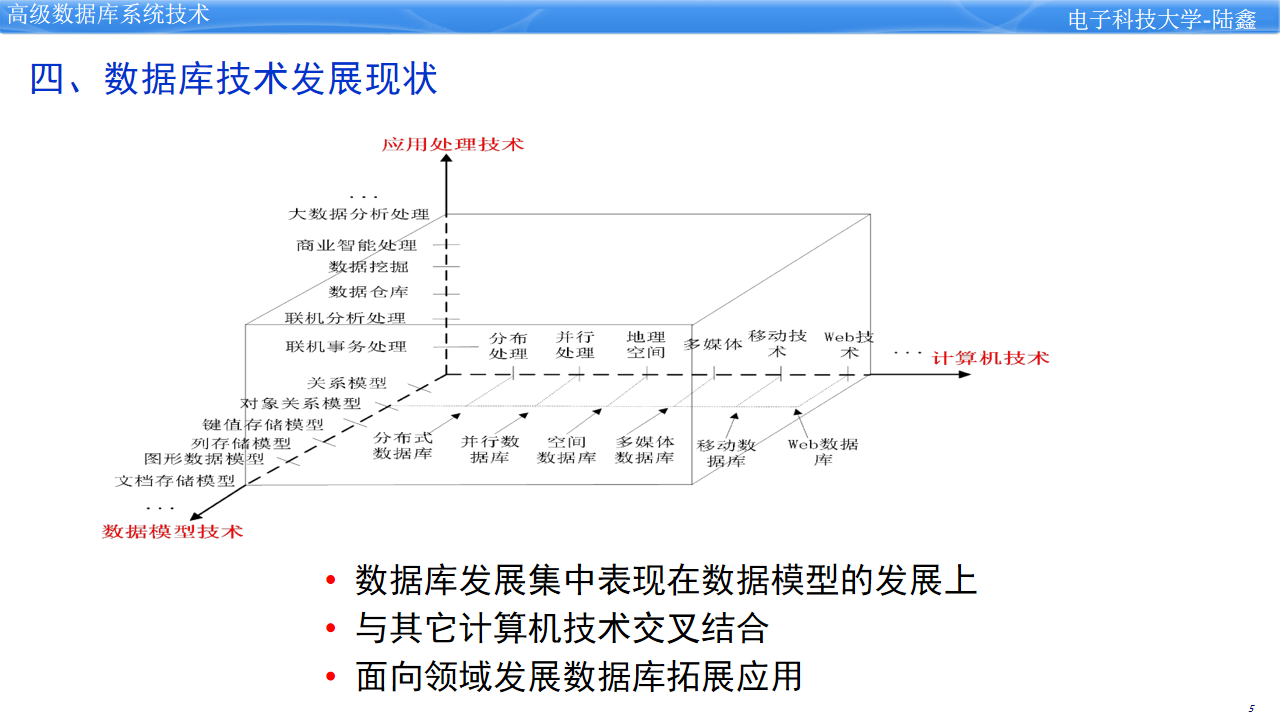 高级数据库系统技术
电子科技大学-陆鑫
四、数据库技术发展现状
应用处理技术
...
大数据分析处理
商业智能处理
数据挖掘
数据仓库
联机分析处理
联机事务处理
分布
处理
并行
处理
地理
空间
多媒体
移动技
术
Web技
术
...
计算机技术
关系模型
对象关系模型
键值存储模型
列存储模型
图形数据模型
文档存储模型
...
数据模型技术
分布式
数据库
并行数
据库
空间
数据库
多媒体
数据库
移动数
据库
Web数据
库
• 数据库发展集中表现在数据模型的发展上
• 与其它计算机技术交叉结合
• 面向领域发展数据库拓展应用
5